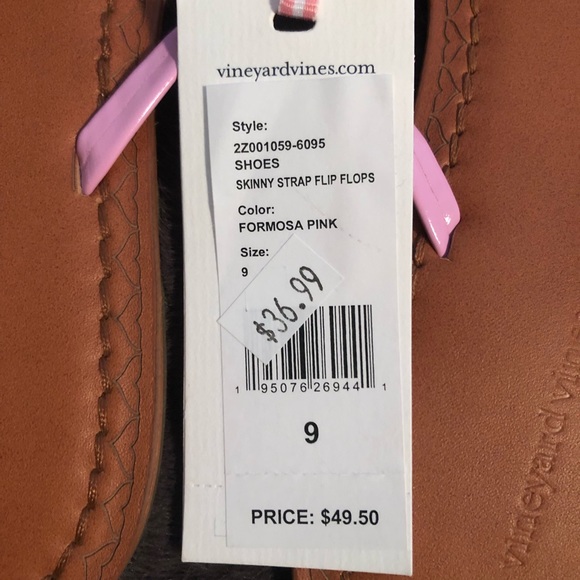 vineyardvines.com
Style:
2Z001059-6095
SHOES
SKINNY STRAP FLIP FLOPS
Color:
FORMOSA PINK
Size:
9
$36.99
1 95076 26944 1
9
PRICE: $49.50
vineyard vines